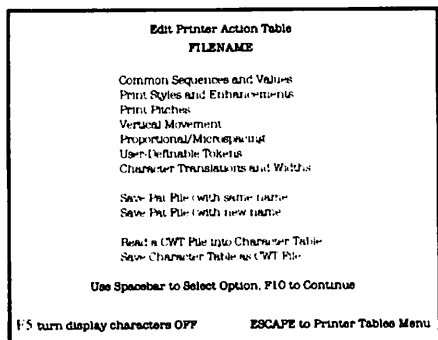 Edit Printer Action Table
FILENAME
Common Sequences and Values
Print Styles and Enhancements
Print Pitches
Vertical Movement
Proportional/Microspacing
User-Definable Tokens
Character Translations and Widths
Save Pat File (with same name
Save Pat File (with new name
Read a CWT File into Character Table
Save Character Table as CWT File
Use Spacebar to Select Option, F10 to Continue
F5 turn display characters OFF ESCAPE to Printer Tables Menu